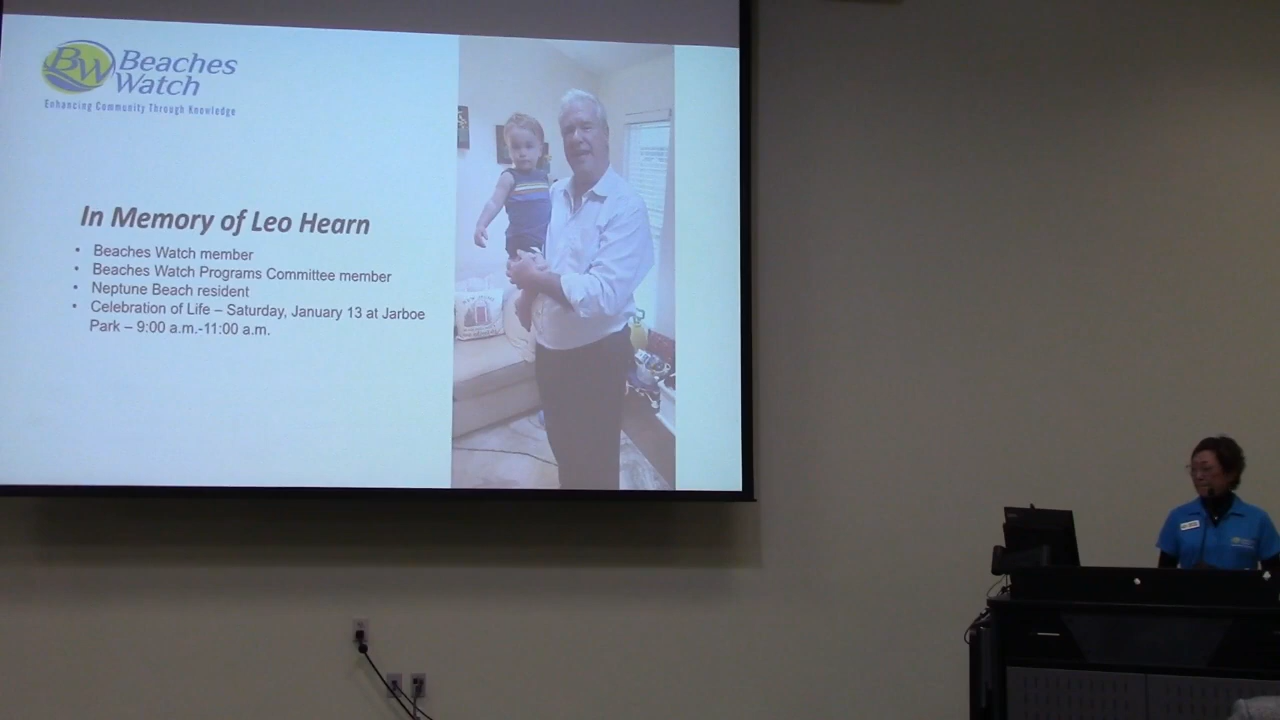 BW Beaches
Watch
Enhancing Community Through Knowledge
In Memory of Leo Hearn
• Beaches Watch member
• Beaches Watch Programs Committee member
• Neptune Beach resident
• Celebration of Life – Saturday, January 13 at Jarboe
Park – 9:00 a.m.-11:00 a.m.